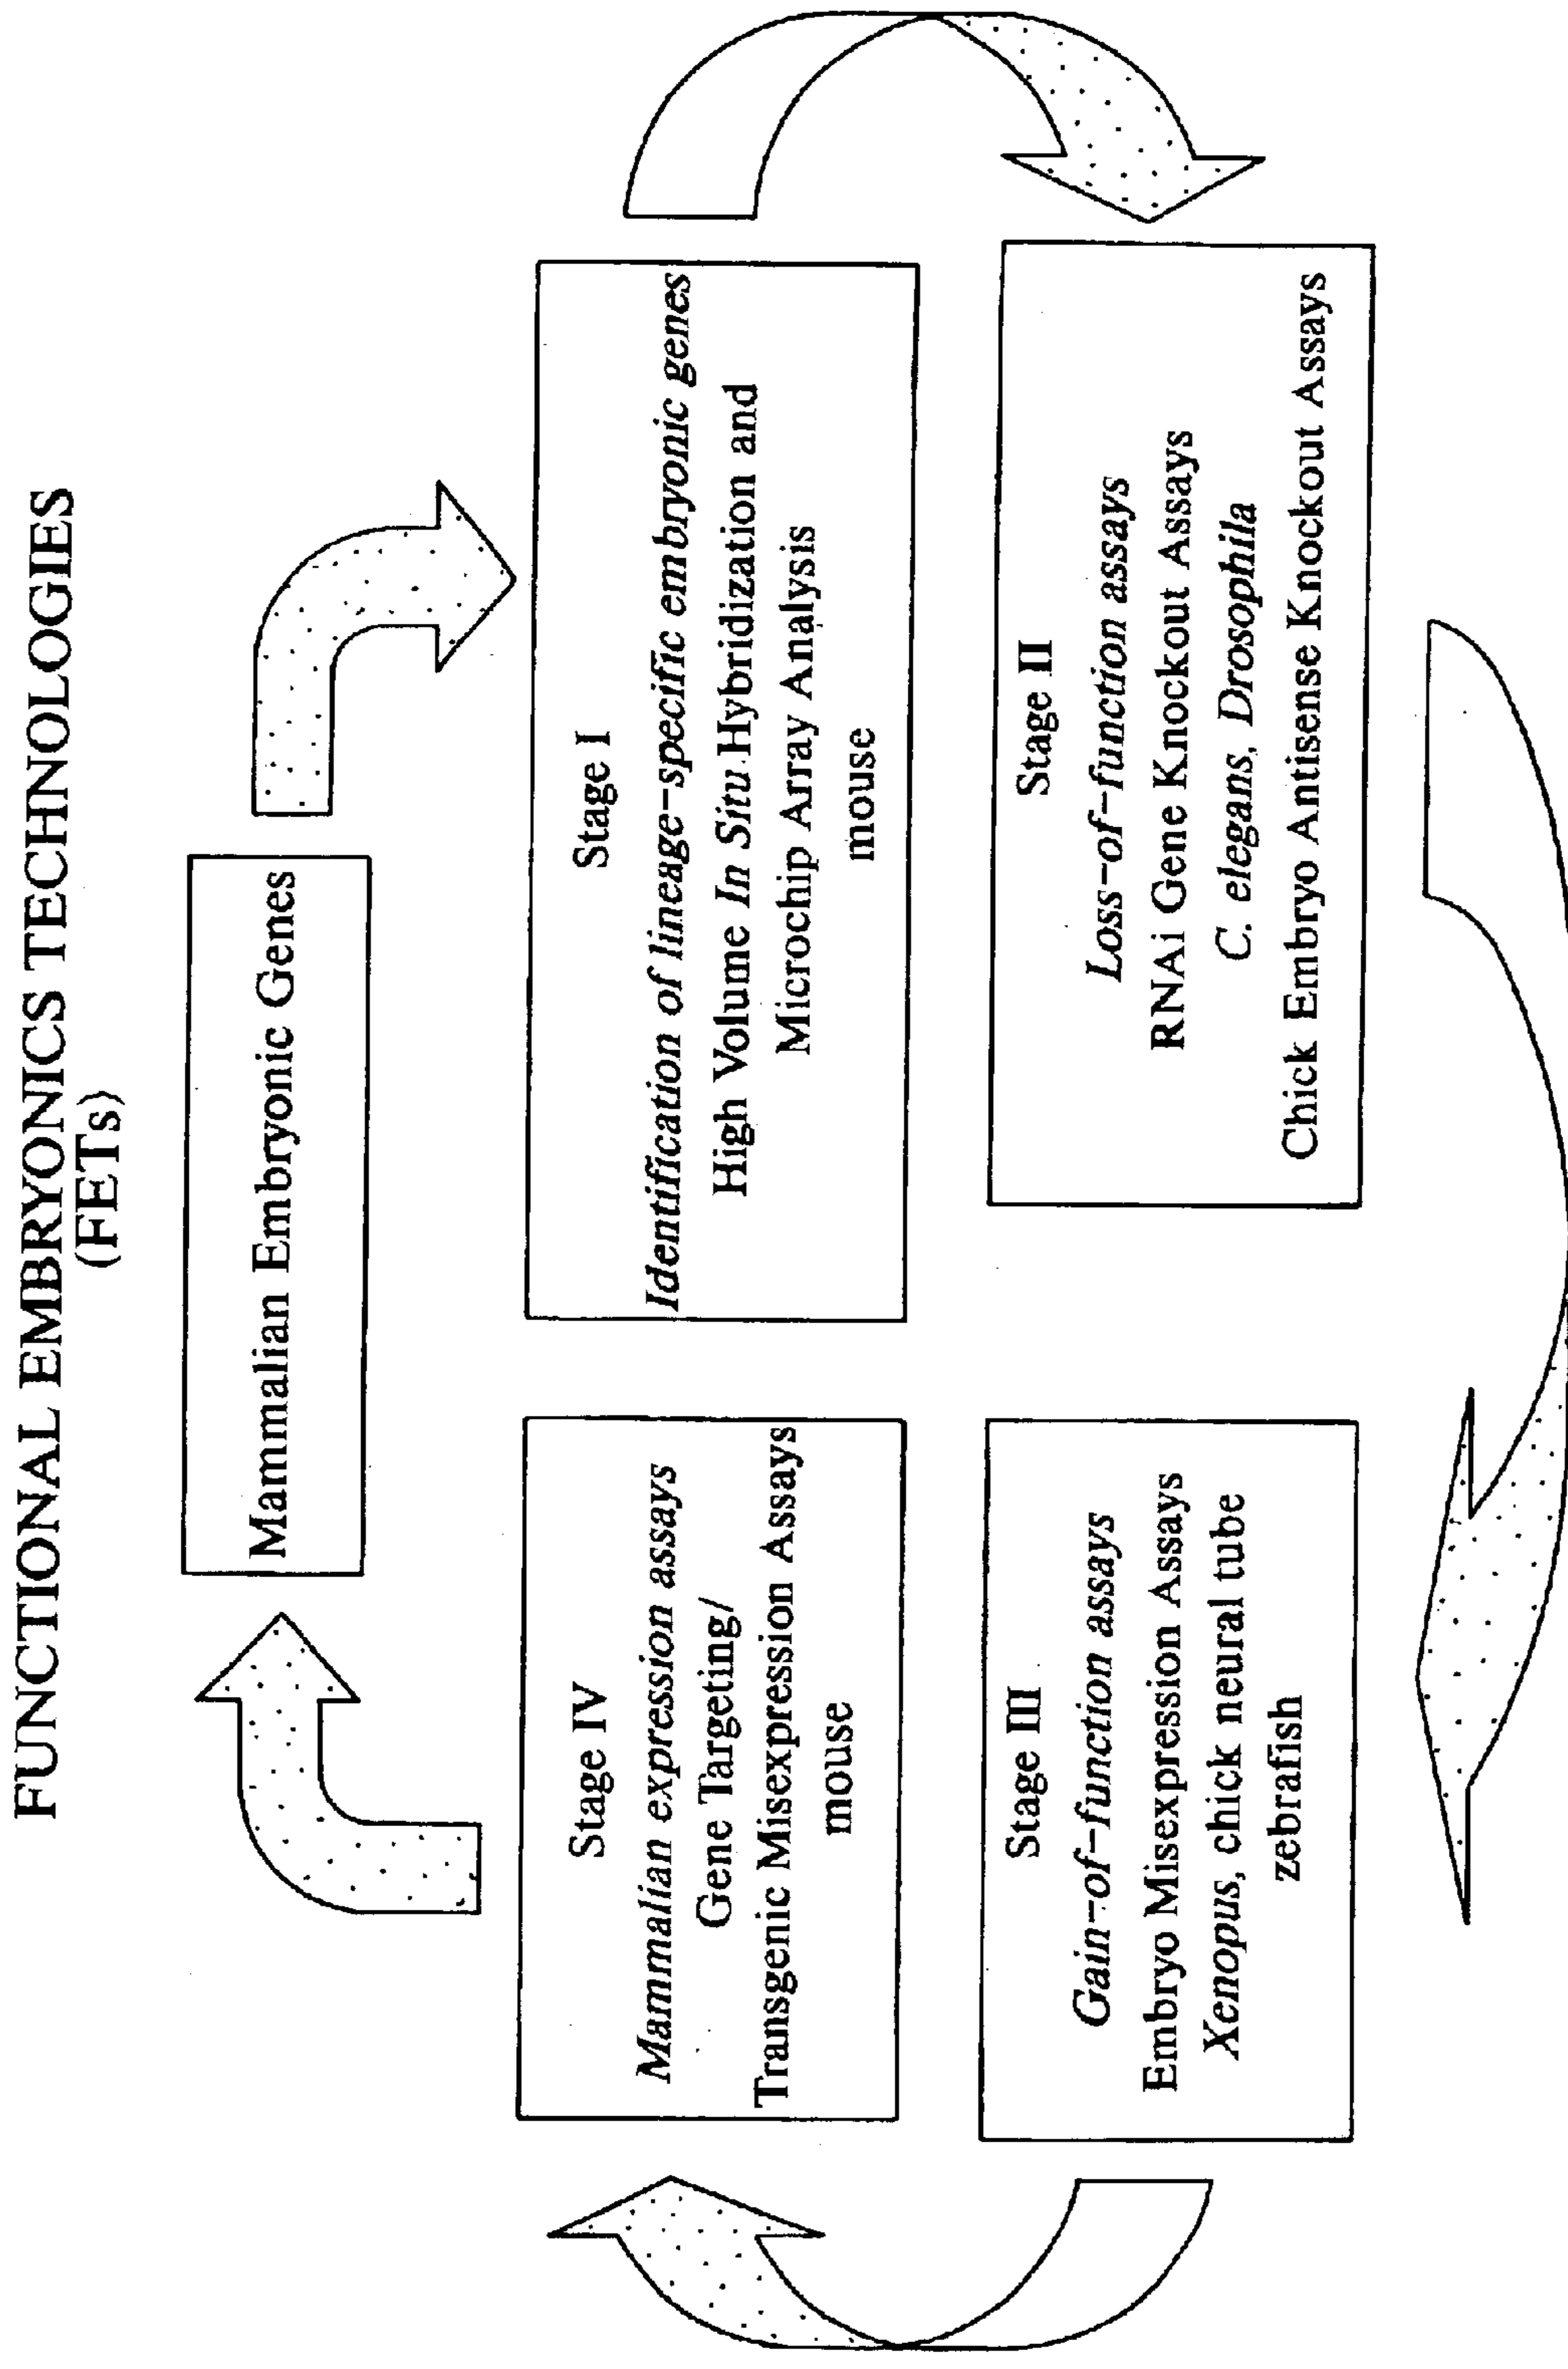 FUNCTIONAL EMBRYONICS TECHNOLOGIES
(FETs)
Mammalian Embryonic Genes
Stage I
Identification of lineage-specific embryonic genes
High Volume In Situ Hybridization and
Microchip Array Analysis
mouse
Stage II
Loss-of-function assays
RNAi Gene Knockout Assays
C. elegans, Drosophila
Chick Embryo Antisense Knockout Assays
Stage III
Gain-of-function assays
Embryo Misexpression Assays
Xenopus, chick neural tube
zebrafish
Stage IV
Mammalian expression assays
Gene Targeting/
Transgenic Misexpression Assays
mouse